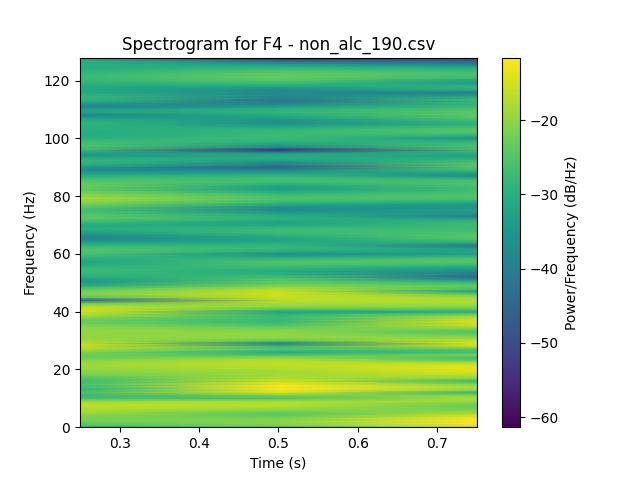 Spectrogram for F4 - non_alc_190.csv
120
100
80
60
40
20
0
Frequency (Hz)
0.3 0.4 0.5 0.6 0.7
Time (s)
−20
−30
−40
−50
−60
Power/Frequency (dB/Hz)